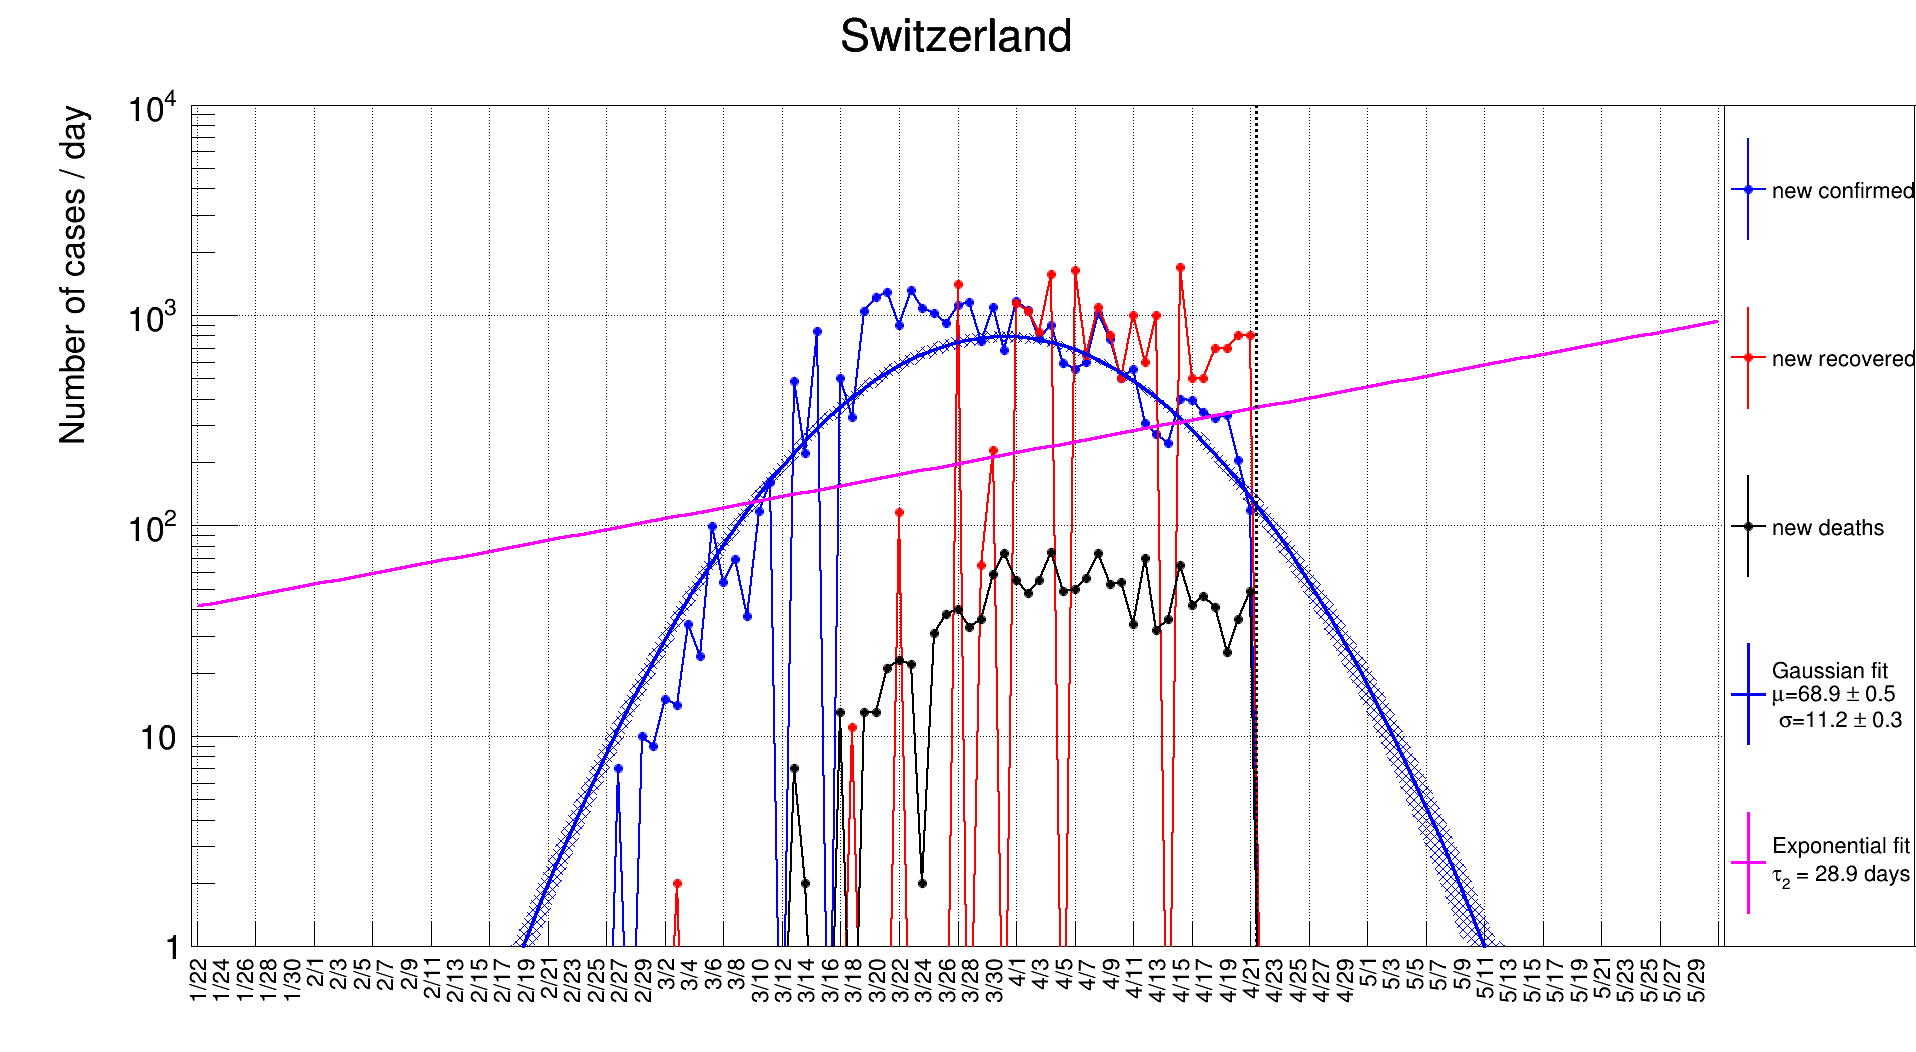 Switzerland
Number of cases / day
10^4
10^3
10^2
10
1
1/22 1/24 1/26 1/28 1/30 2/1 2/3 2/5 2/7 2/9 2/11 2/13 2/15 2/17 2/19 2/21 2/23 2/25 2/27 2/29 3/2 3/4 3/6 3/8 3/10 3/12 3/14 3/16 3/18 3/20 3/22 3/24 3/26 3/28 3/30 4/1 4/3 4/5 4/7 4/9 4/11 4/13 4/15 4/17 4/19 4/21 4/23 4/25 4/27 4/29 5/1 5/3 5/5 5/7 5/9 5/11 5/13 5/15 5/17 5/19 5/21 5/23 5/25 5/27 5/29
new confirmed
new recovered
new deaths
Gaussian fit
μ=68.9 ± 0.5
σ=11.2 ± 0.3
Exponential fit
τ₂ = 28.9 days